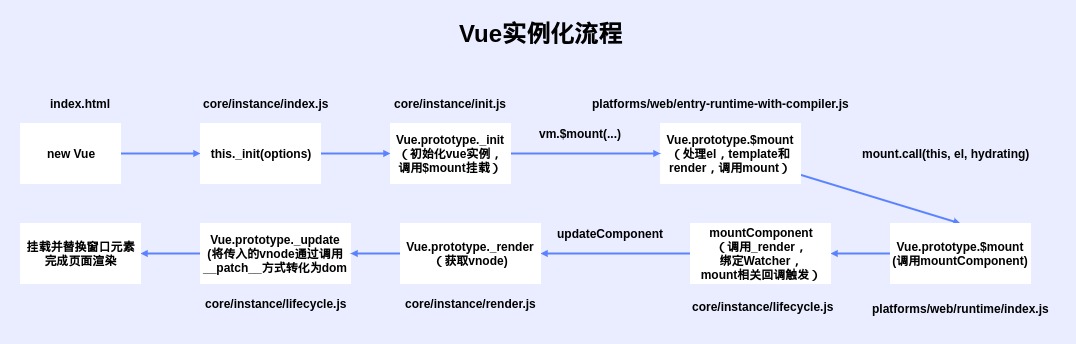 Vue实例化流程
index.html
core/instance/index.js
core/instance/init.js
platforms/web/entry-runtime-with-compiler.js
new Vue
this._init(options)
Vue.prototype._init
（初始化vue实例，
调用$mount挂载）
vm.$mount(...)
Vue.prototype.$mount
（处理el，template和
render，调用mount）
mount.call(this, el, hydrating)
挂载并替换窗口元素
完成页面渲染
Vue.prototype._update
(将传入的vnode通过调用
__patch__方式转化为dom
Vue.prototype._render
（获取vnode)
updateComponent
mountComponent
（调用_render，
绑定Watcher，
mount相关回调触发）
Vue.prototype.$mount
(调用mountComponent)
core/instance/lifecycle.js
core/instance/render.js
core/instance/lifecycle.js
platforms/web/runtime/index.js